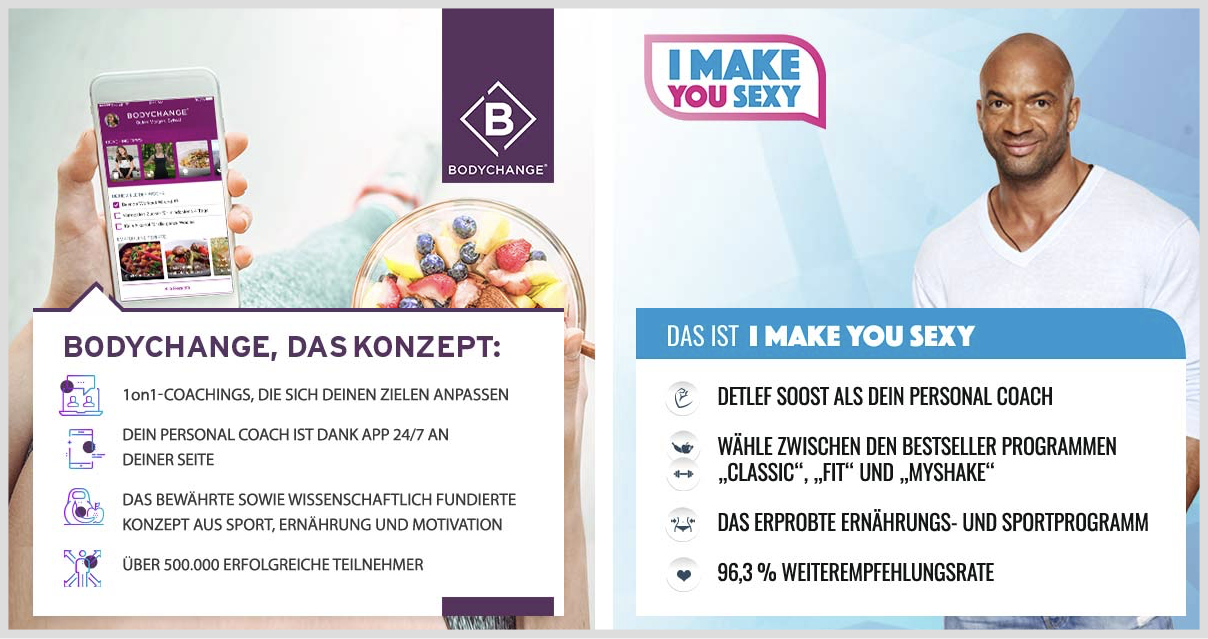 BODYCHANGE
B
BODYCHANGE®
BODYCHANGE, DAS KONZEPT:
1on1-COACHINGS, DIE SICH DEINEN ZIELEN ANPASSEN
DEIN PERSONAL COACH IST DANK APP 24/7 AN
DEINER SEITE
DAS BEWÄHRTE SOWIE WISSENSCHAFTLICH FUNDIERTE
KONZEPT AUS SPORT, ERNÄHRUNG UND MOTIVATION
ÜBER 500.000 ERFOLGREICHE TEILNEHMER
I MAKE
YOU SEXY
DAS IST I MAKE YOU SEXY
DETLEF SOOST ALS DEIN PERSONAL COACH
WÄHLE ZWISCHEN DEN BESTSELLER PROGRAMMEN
„CLASSIC“, „FIT“ UND „MYSHAKE“
DAS ERPROBTE ERNÄHRUNGS- UND SPORTPROGRAMM
96,3 % WEITEREMPFEHLUNGSRATE